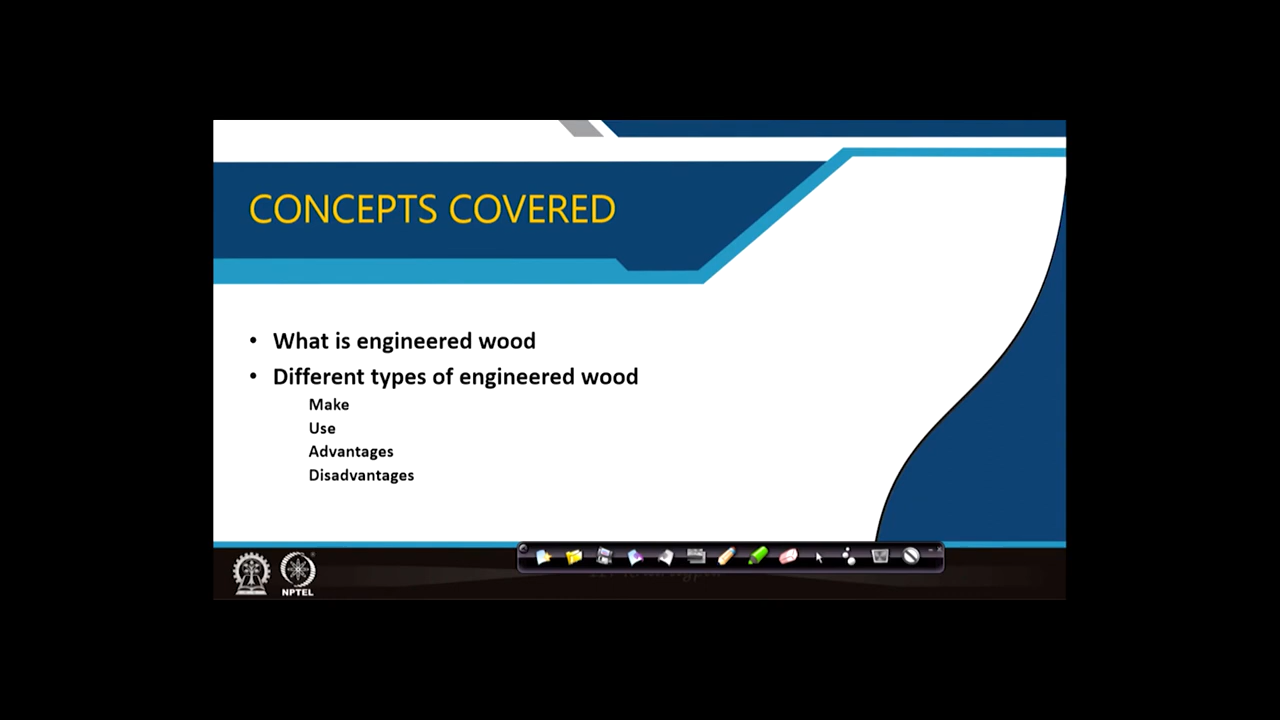 CONCEPTS COVERED
• What is engineered wood
• Different types of engineered wood
Make
Use
Advantages
Disadvantages
NPTEL